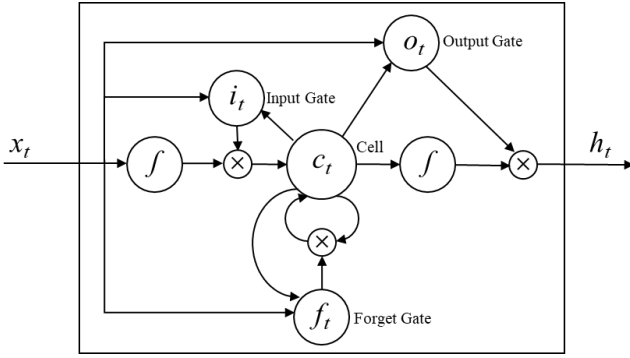 o_t Output Gate
i_t Input Gate
x_t
∫
×
c_t
Cell
∫
×
h_t
×
f_t Forget Gate